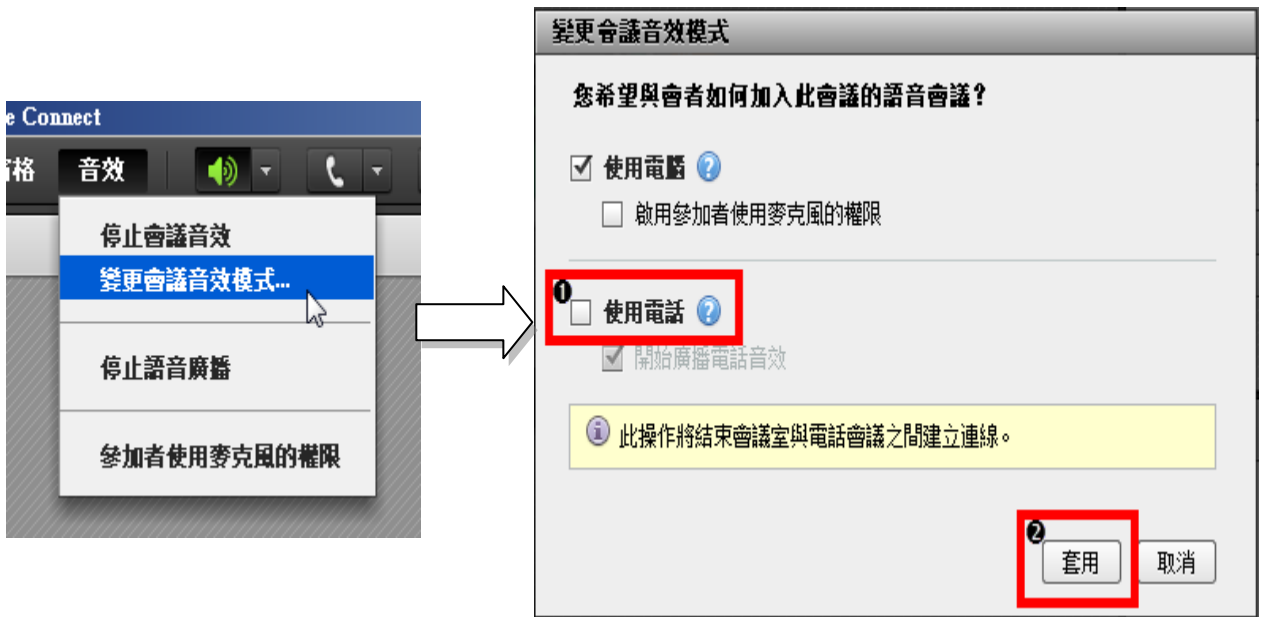 e Connect
格 音效
停止會議音效
變更會議音效模式...
停止語音廣播
參加者使用麥克風的權限
變更會議音效模式
您希望與會者如何加入此會議的語音會議?
使用電腦 ?
啟用參加者使用麥克風的權限
❶
使用電話 ?
開始廣播電話音效
i 此操作將結束會議室與電話會議之間建立連線。
❷
套用 取消